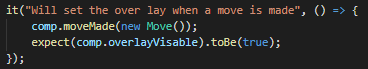 it("Will set the over lay when a move is made", () => {
    comp.moveMade(new Move());
    expect(comp.overlayVisable).toBe(true);
});